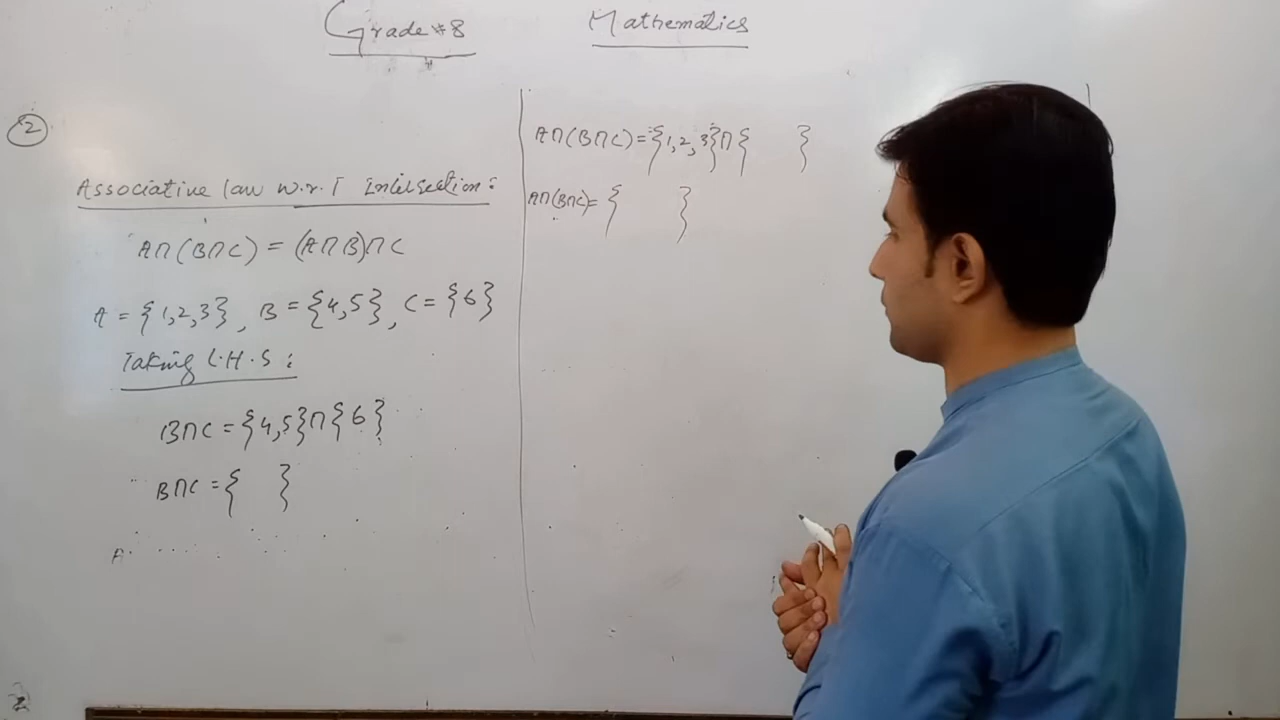 Grade # 8 Mathematics
2
Associative law w.r.t Intersection:
A∩(B∩C) = (A∩B)∩C
A = {1,2,3}, B = {4,5}, C = {6}
Taking L.H.S:
B∩C = {4,5}∩{6}
B∩C = { }
A
A∩(B∩C) = {1,2,3}∩{ }
A∩(B∩C) = { }